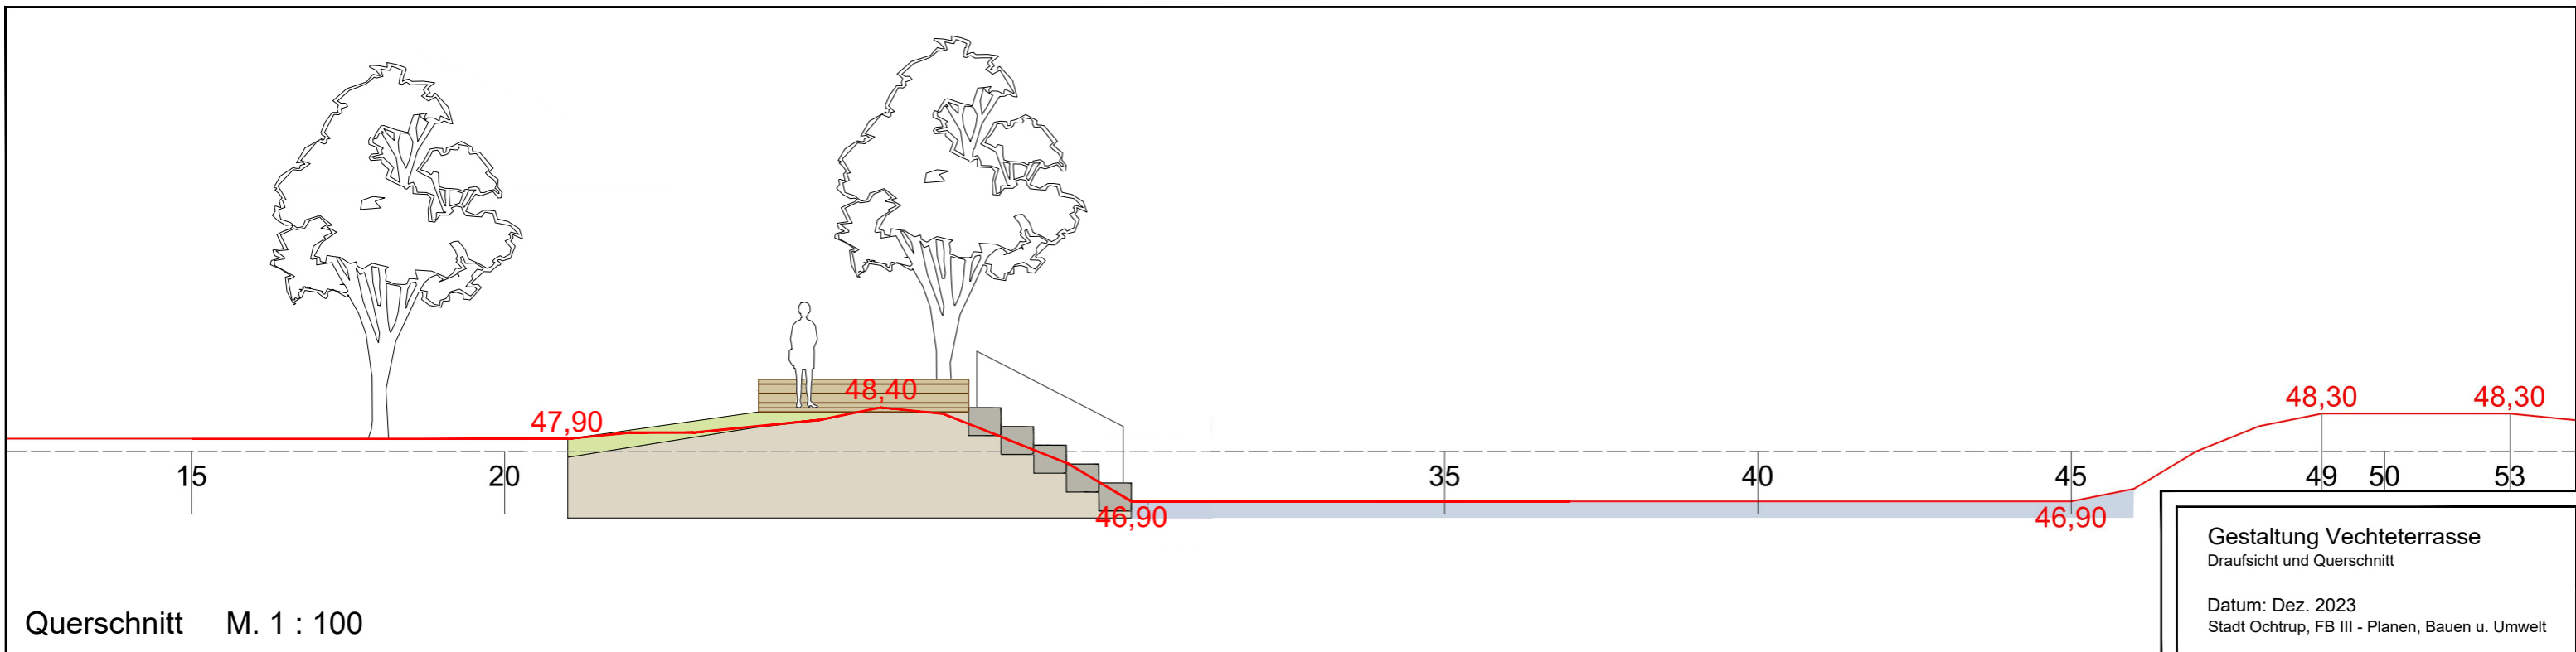 48,40
47,90
48,30
48,30
15
20
35
40
45
49
50
53
46,90
46,90
Gestaltung Vechteterrasse
Draufsicht und Querschnitt
Datum: Dez. 2023
Stadt Ochtrup, FB III - Planen, Bauen u. Umwelt
Querschnitt M. 1 : 100